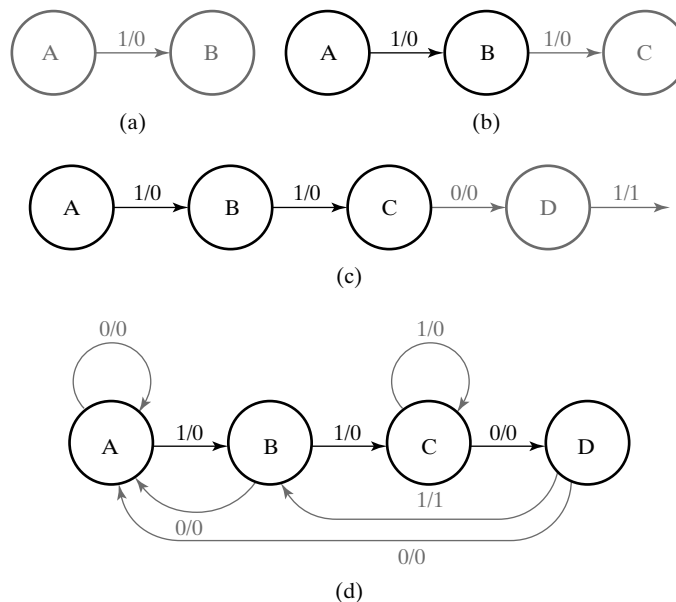 1/0 1/0 1/0
A B A B C
(a) (b)
1/0 1/0 0/0 1/1
A B C D
(c)
0/0 1/0
1/0 1/0 0/0
A B C D
1/1
0/0
0/0
(d)